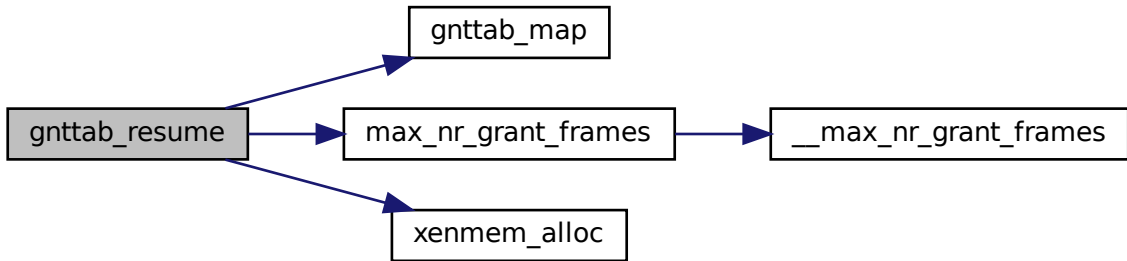 gnttab_map
gnttab_resume
max_nr_grant_frames
__max_nr_grant_frames
xenmem_alloc